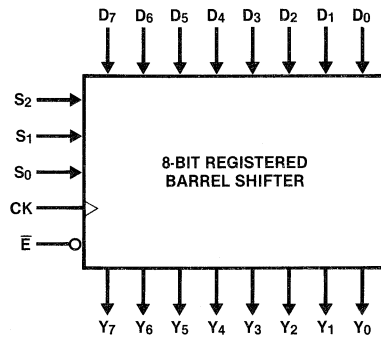 D₇ D₆ D₅ D₄ D₃ D₂ D₁ D₀
S₂
S₁
S₀
CK
E̅
8-BIT REGISTERED
BARREL SHIFTER
Y₇ Y₆ Y₅ Y₄ Y₃ Y₂ Y₁ Y₀